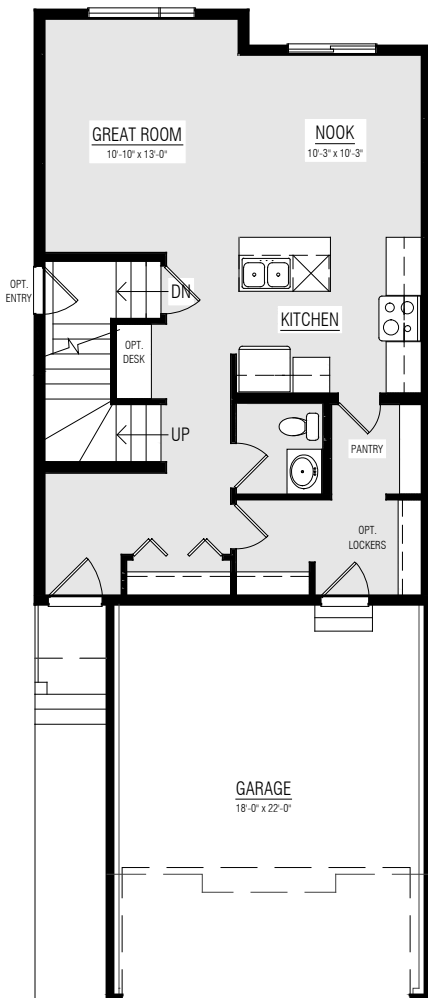 GREAT ROOM
10'-10" x 13'-0"
NOOK
10'-3" x 10'-3"
OPT.
ENTRY
DN
OPT.
DESK
KITCHEN
UP
PANTRY
OPT.
LOCKERS
GARAGE
18'-0" x 22'-0"